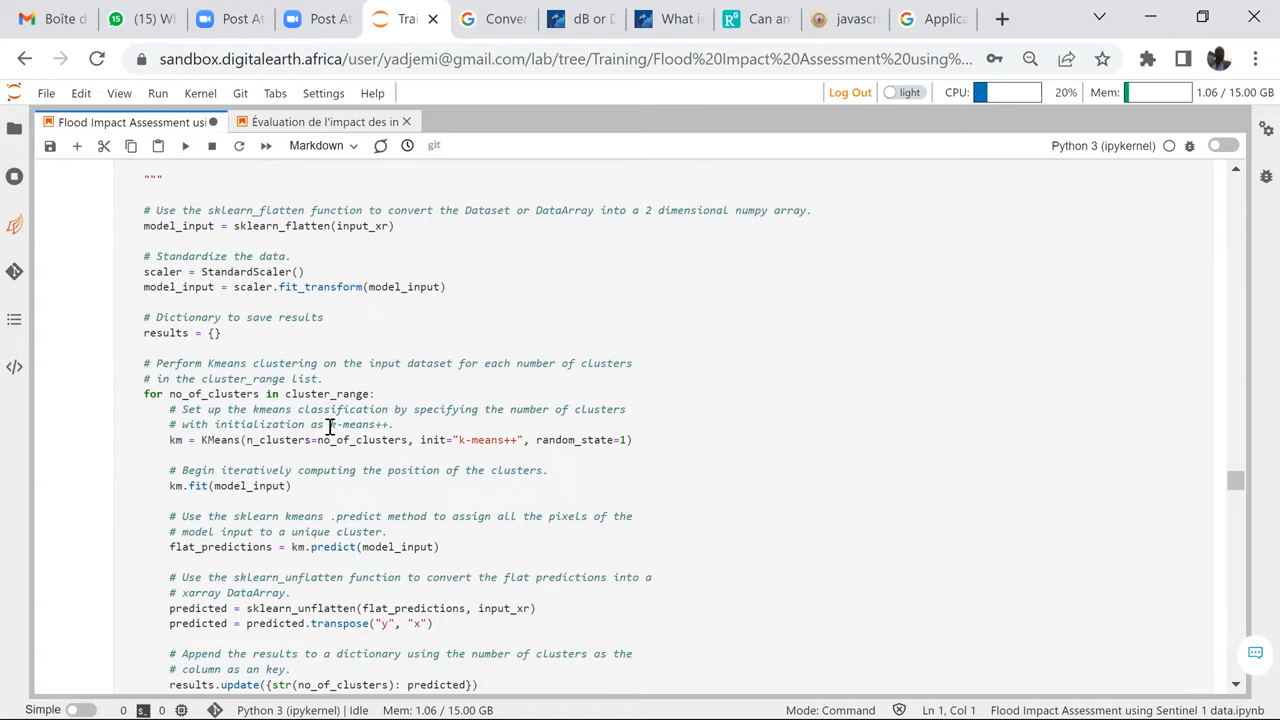 Boîte d
(15) Wh
Post At
Post At
Trai
Conver
dB or D
What is
Can an
javascri
Applica
sandbox.digitalearth.africa/user/yadjemi@gmail.com/lab/tree/Training/Flood%20Impact%20Assessment%20using%...
File Edit View Run Kernel Git Tabs Settings Help
Log Out light CPU: 20% Mem: 1.06 / 15.00 GB
Flood Impact Assessment usi
Évaluation de l'impact des in
Markdown git Python 3 (ipykernel)
"""
# Use the sklearn_flatten function to convert the Dataset or DataArray into a 2 dimensional numpy array.
model_input = sklearn_flatten(input_xr)
# Standardize the data.
scaler = StandardScaler()
model_input = scaler.fit_transform(model_input)
# Dictionary to save results
results = {}
# Perform Kmeans clustering on the input dataset for each number of clusters
# in the cluster_range list.
for no_of_clusters in cluster_range:
# Set up the kmeans classification by specifying the number of clusters
# with initialization as k-means++.
km = KMeans(n_clusters=no_of_clusters, init="k-means++", random_state=1)
# Begin iteratively computing the position of the clusters.
km.fit(model_input)
# Use the sklearn kmeans .predict method to assign all the pixels of the
# model input to a unique cluster.
flat_predictions = km.predict(model_input)
# Use the sklearn_unflatten function to convert the flat predictions into a
# xarray DataArray.
predicted = sklearn_unflatten(flat_predictions, input_xr)
predicted = predicted.transpose("y", "x")
# Append the results to a dictionary using the number of clusters as the
# column as an key.
results.update({str(no_of_clusters): predicted})
Simple 0 0 Python 3 (ipykernel) | Idle Mem: 1.06 / 15.00 GB Mode: Command Ln 1, Col 1 Flood Impact Assessment using Sentinel 1 data.ipynb